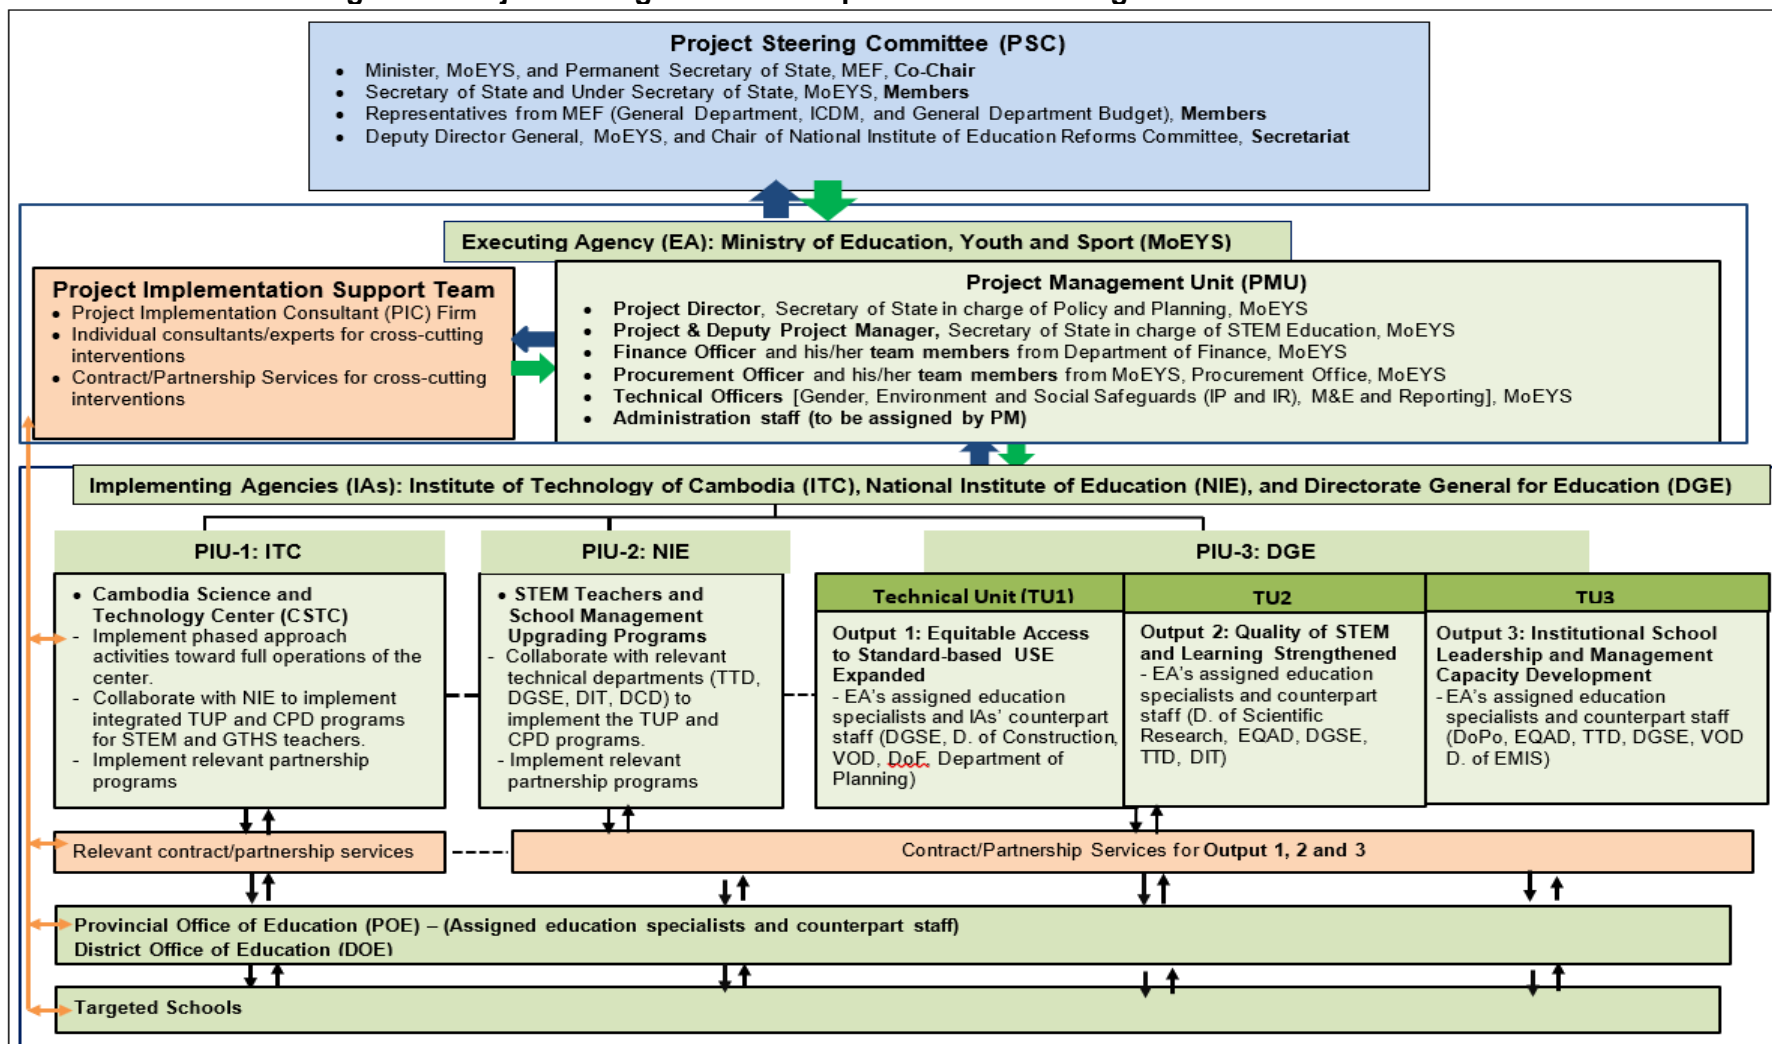 Project Steering Committee (PSC)
• Minister, MoEYS, and Permanent Secretary of State, MEF, Co-Chair
• Secretary of State and Under Secretary of State, MoEYS, Members
• Representatives from MEF (General Department, ICDM, and General Department Budget), Members
• Deputy Director General, MoEYS, and Chair of National Institute of Education Reforms Committee, Secretariat
Executing Agency (EA): Ministry of Education, Youth and Sport (MoEYS)
Project Implementation Support Team
• Project Implementation Consultant (PIC) Firm
• Individual consultants/experts for cross-cutting
interventions
• Contract/Partnership Services for cross-cutting
interventions
Project Management Unit (PMU)
• Project Director, Secretary of State in charge of Policy and Planning, MoEYS
• Project & Deputy Project Manager, Secretary of State in charge of STEM Education, MoEYS
• Finance Officer and his/her team members from Department of Finance, MoEYS
• Procurement Officer and his/her team members from MoEYS, Procurement Office, MoEYS
• Technical Officers [Gender, Environment and Social Safeguards (IP and IR), M&E and Reporting], MoEYS
• Administration staff (to be assigned by PM)
Implementing Agencies (IAs): Institute of Technology of Cambodia (ITC), National Institute of Education (NIE), and Directorate General for Education (DGE)
PIU-1: ITC
• Cambodia Science and
Technology Center (CSTC)
- Implement phased approach
activities toward full operations of the
center.
- Collaborate with NIE to implement
integrated TUP and CPD programs
for STEM and GTHS teachers.
- Implement relevant partnership
programs
PIU-2: NIE
• STEM Teachers and
School Management
Upgrading Programs
- Collaborate with relevant
technical departments (TTD,
DGSE, DIT, DCD) to
implement the TUP and
CPD programs.
- Implement relevant
partnership programs
PIU-3: DGE
Technical Unit (TU1)
Output 1: Equitable Access
to Standard-based USE
Expanded
- EA's assigned education
specialists and IAs' counterpart
staff (DGSE, D. of Construction,
VOD, DoF, Department of
Planning)
TU2
Output 2: Quality of STEM
and Learning Strengthened
- EA's assigned education
specialists and counterpart
staff (D. of Scientific
Research, EQAD, DGSE,
TTD, DIT)
TU3
Output 3: Institutional School
Leadership and Management
Capacity Development
- EA's assigned education
specialists and counterpart staff
(DoPo, EQAD, TTD, DGSE, VOD
D. of EMIS)
Relevant contract/partnership services
Contract/Partnership Services for Output 1, 2 and 3
Provincial Office of Education (POE) – (Assigned education specialists and counterpart staff)
District Office of Education (DOE)
Targeted Schools